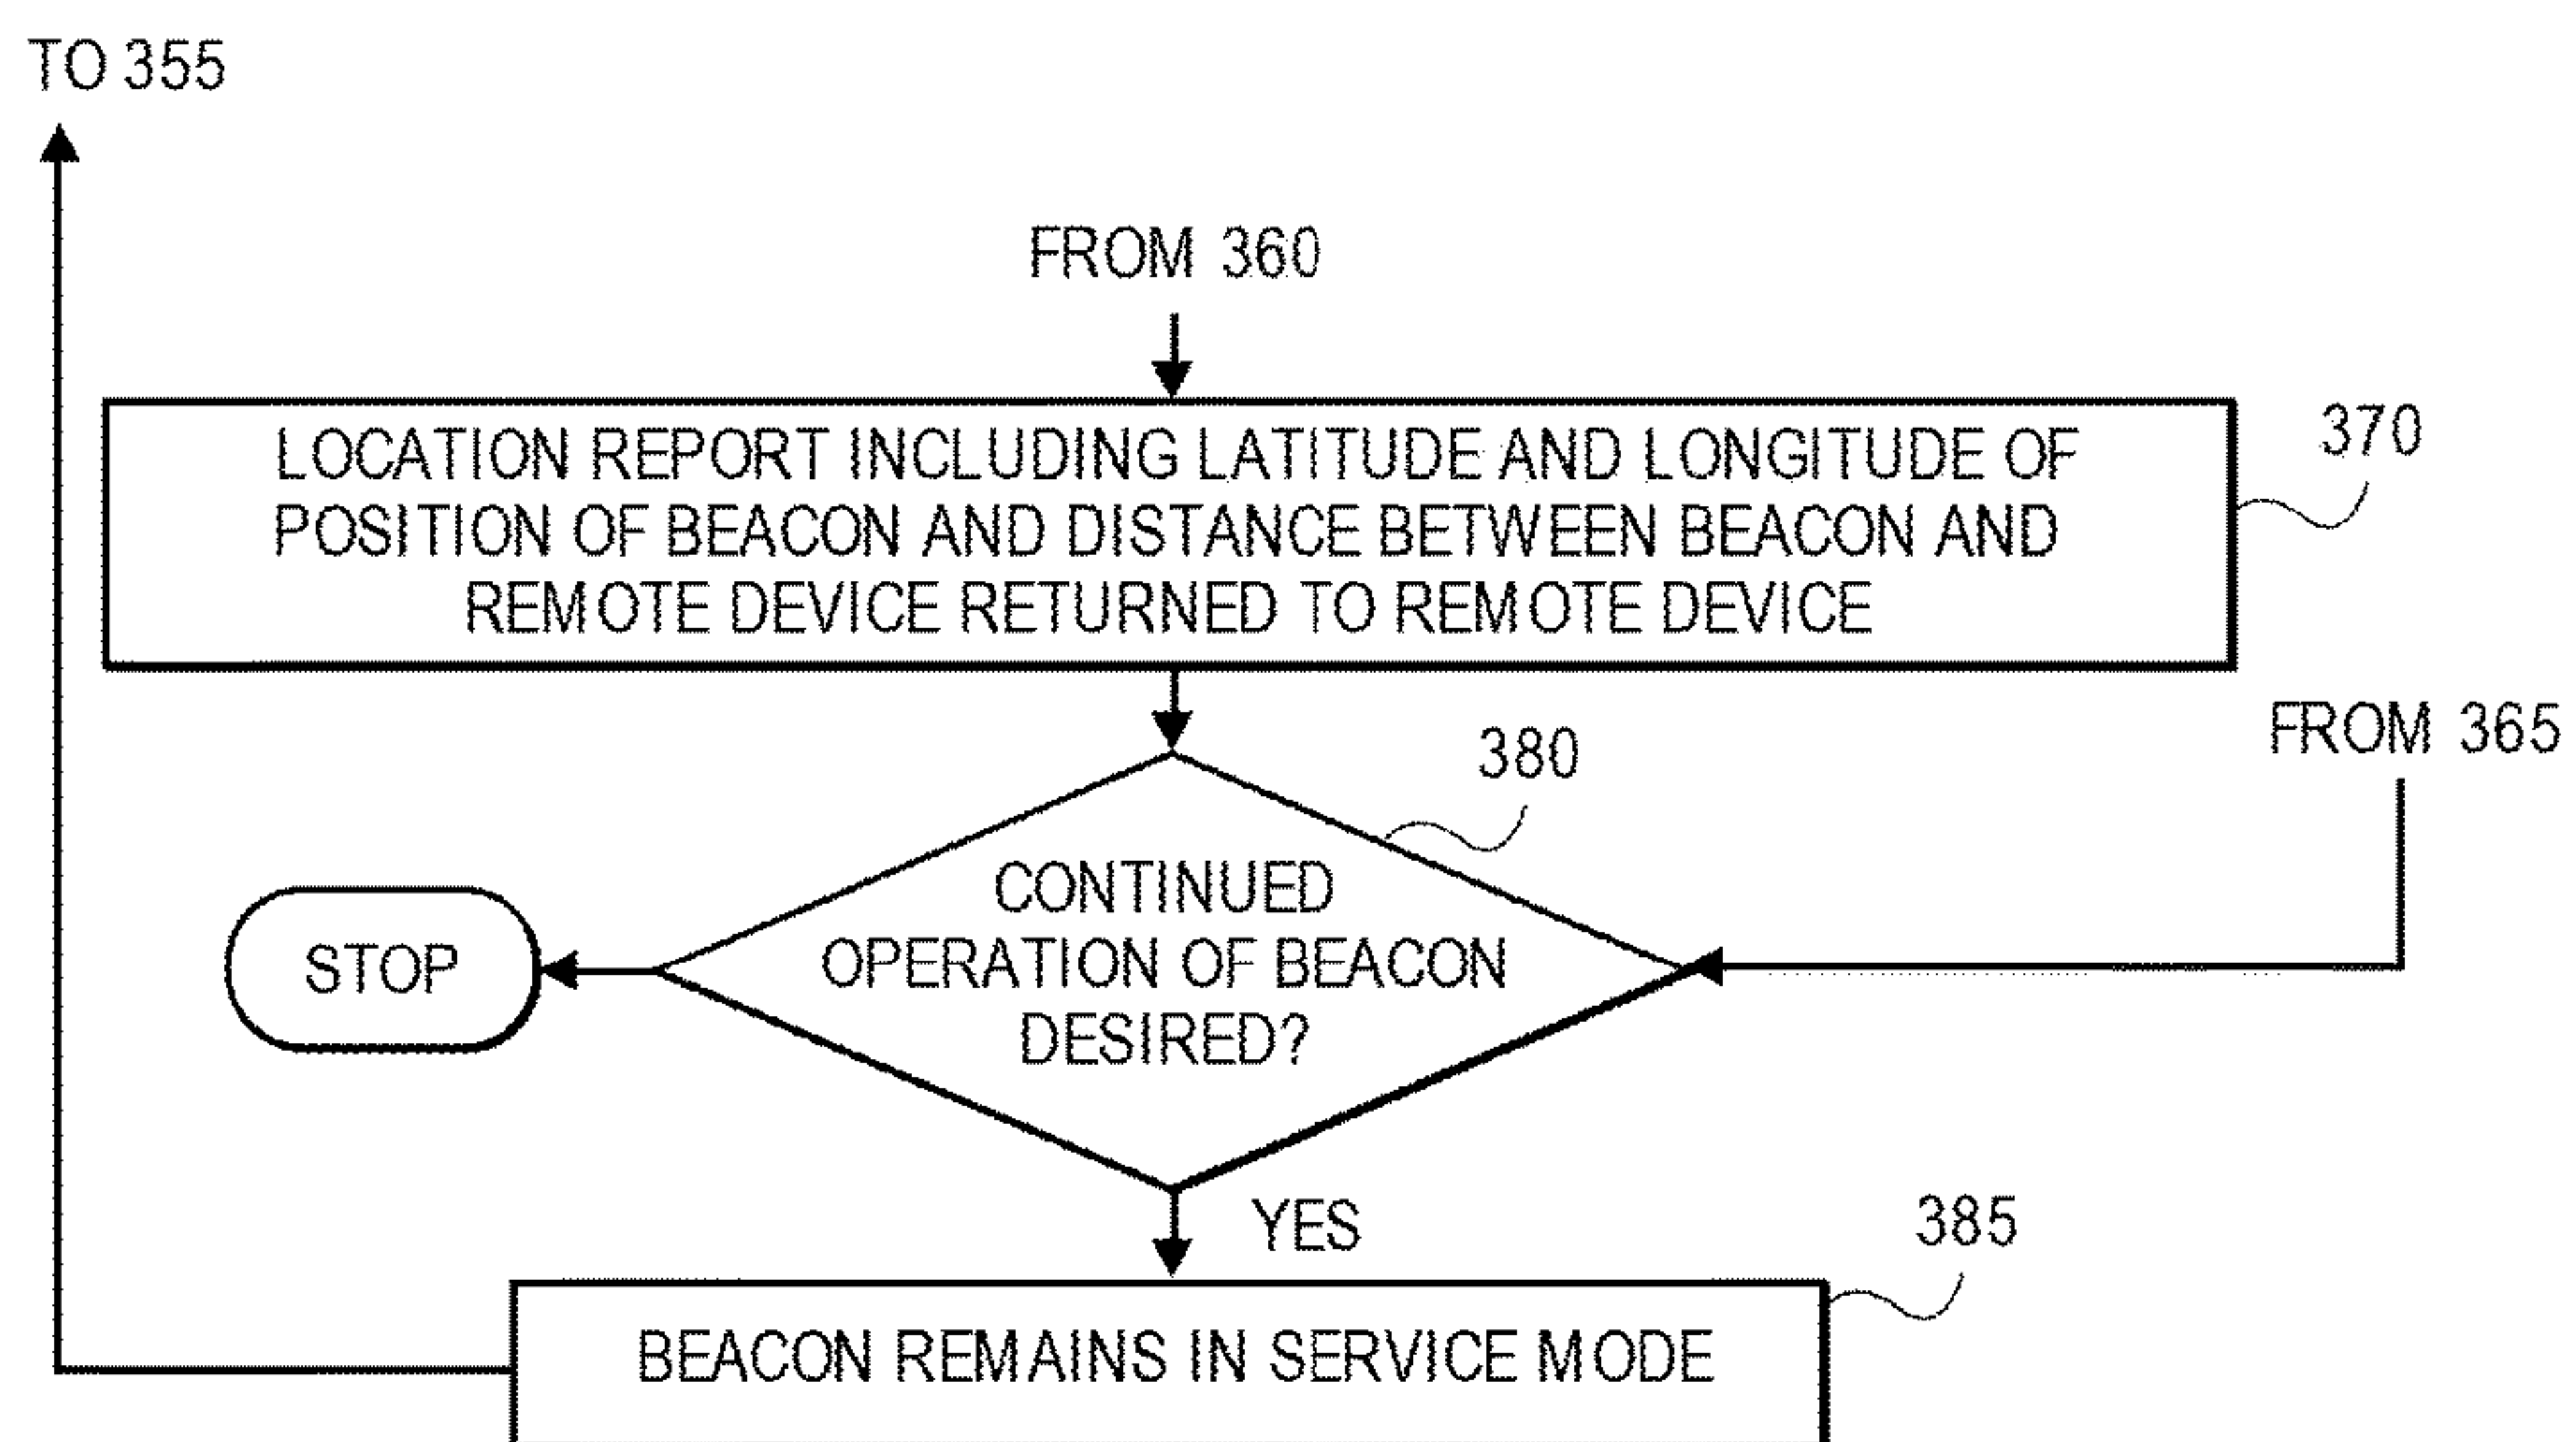 TO 355
FROM 360
LOCATION REPORT INCLUDING LATITUDE AND LONGITUDE OF
POSITION OF BEACON AND DISTANCE BETWEEN BEACON AND
REMOTE DEVICE RETURNED TO REMOTE DEVICE
370
FROM 365
380
CONTINUED
OPERATION OF BEACON
DESIRED?
STOP
YES
385
BEACON REMAINS IN SERVICE MODE